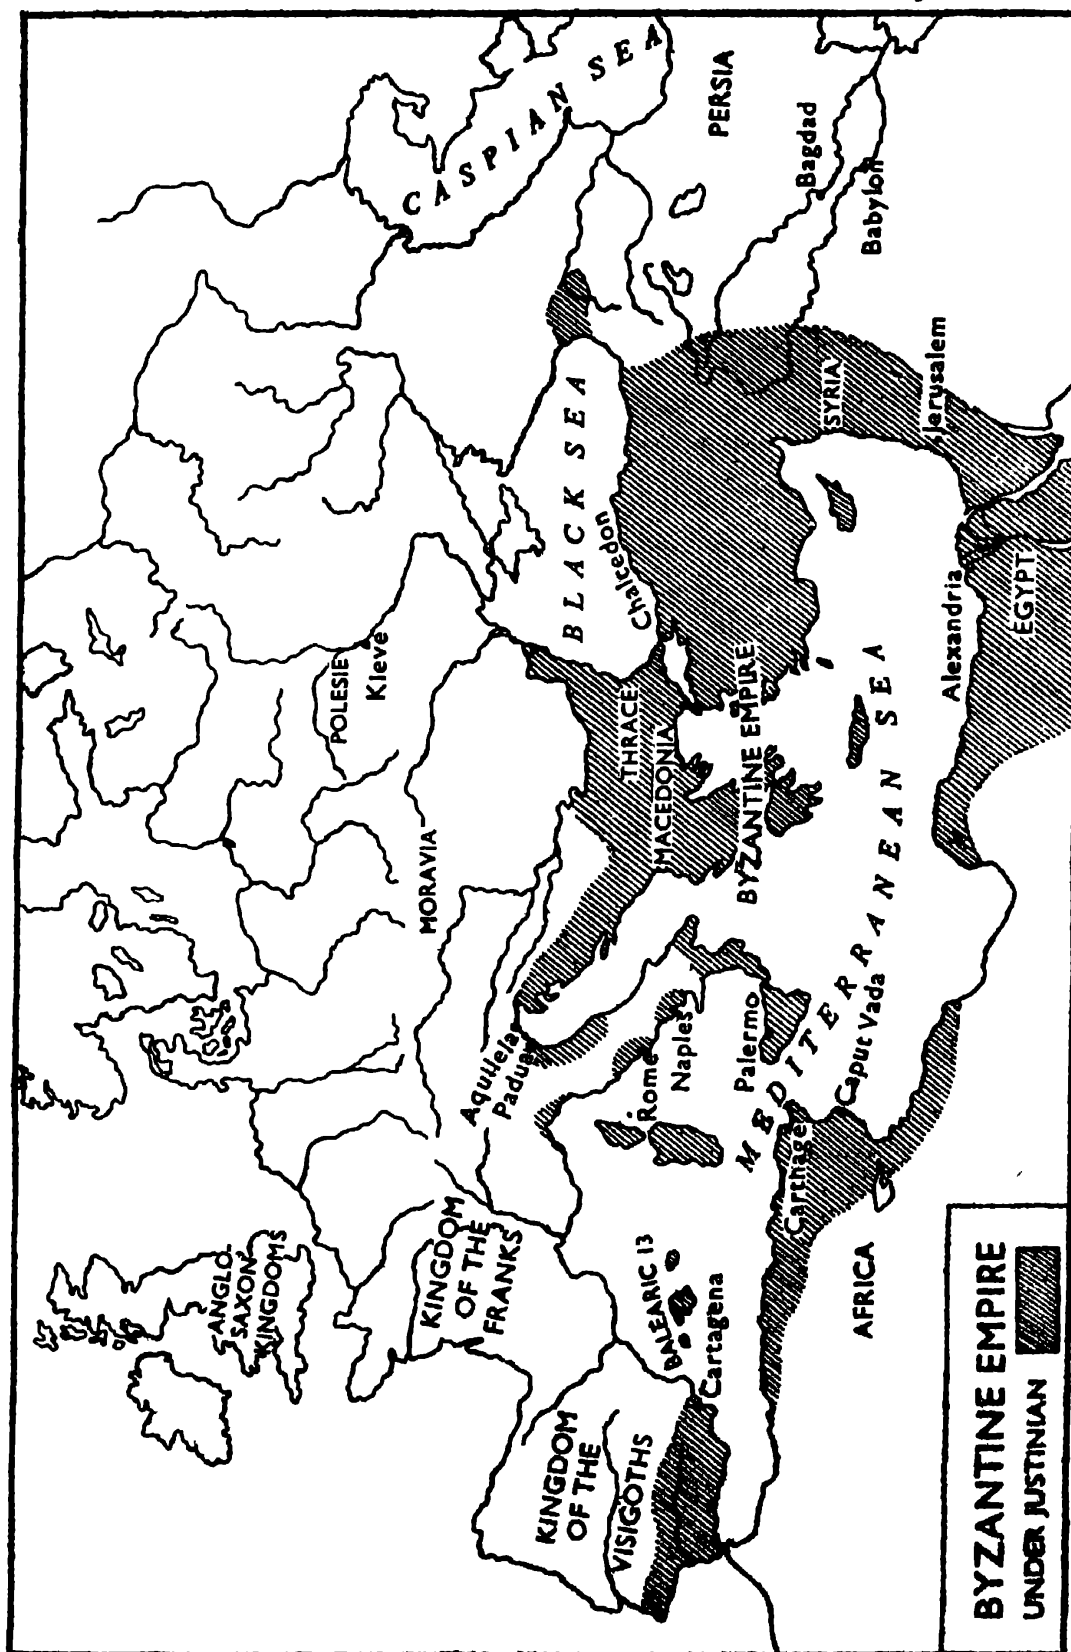 ANGLO-
SAXON
KINGDOMS
POLESIE
Kieve
CASPIAN SEA
MORAVIA
KINGDOM
OF THE
FRANKS
Aquileia
Padua
BLACK SEA
KINGDOM
OF THE
VISIGOTHS
Chalcedon
THRACE
MACEDONIA
BALEARIC 13
Rome
Naples
Cartagena
PERSIA
Palermo
BYZANTINE EMPIRE
MEDITERRANEAN SEA
Carthage
Caput Vada
SYRIA
Bagdad
Babylon
AFRICA
Jerusalem
Alexandria
EGYPT
BYZANTINE EMPIRE
UNDER JUSTINIAN